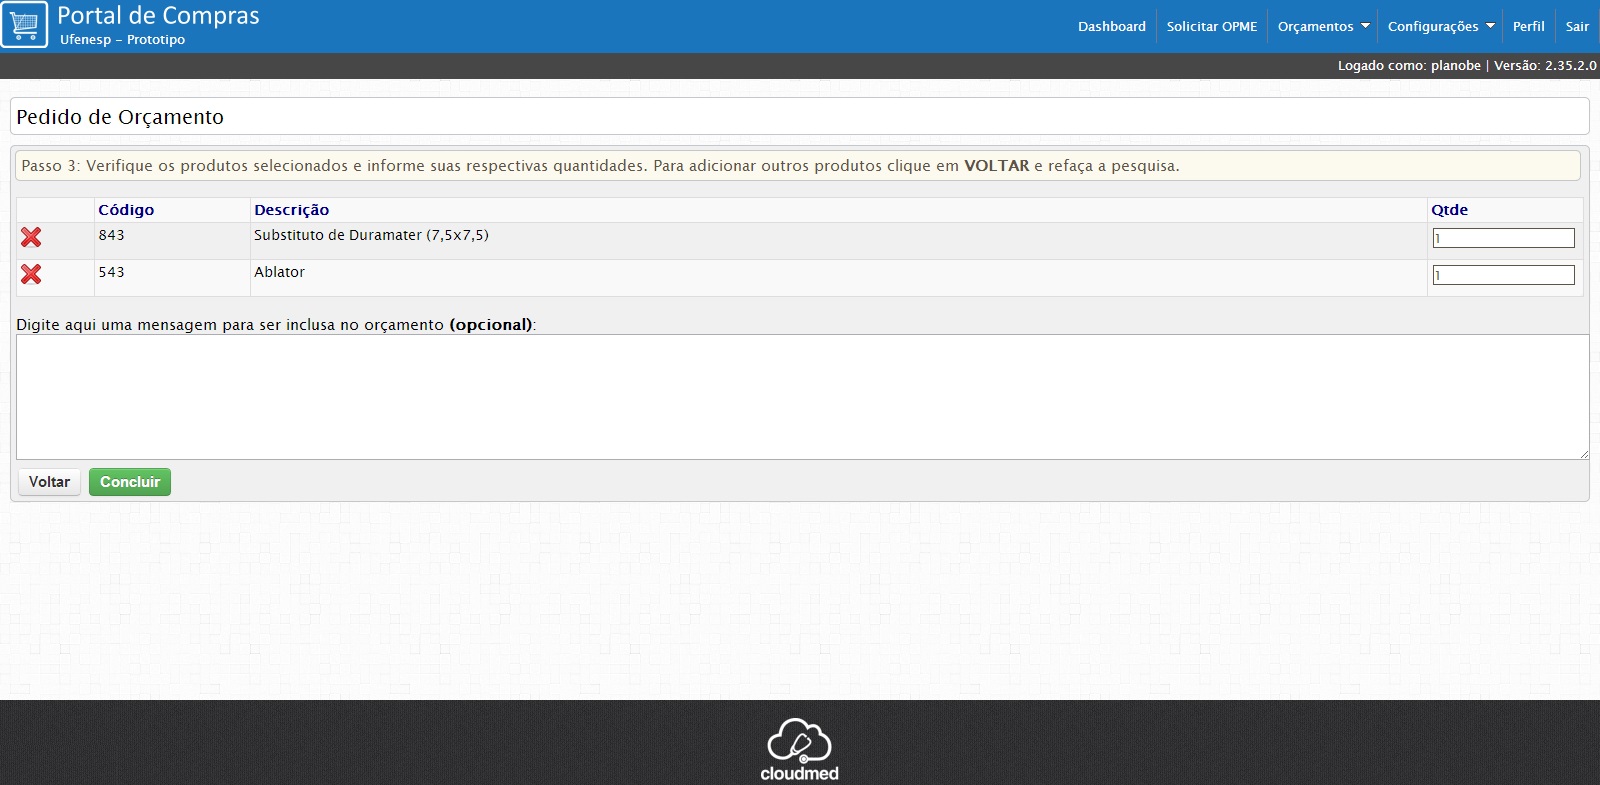 Portal de Compras
Ufenesp - Prototipo
Dashboard
Solicitar OPME
Orçamentos
Configurações
Perfil
Sair
Logado como: planobe | Versão: 2.35.2.0
Pedido de Orçamento
Passo 3: Verifique os produtos selecionados e informe suas respectivas quantidades. Para adicionar outros produtos clique em VOLTAR e refaça a pesquisa.
Código Descrição Qtde
843 Substituto de Duramater (7,5x7,5) 1
543 Ablator 1
Digite aqui uma mensagem para ser inclusa no orçamento (opcional):
Voltar Concluir
cloudmed